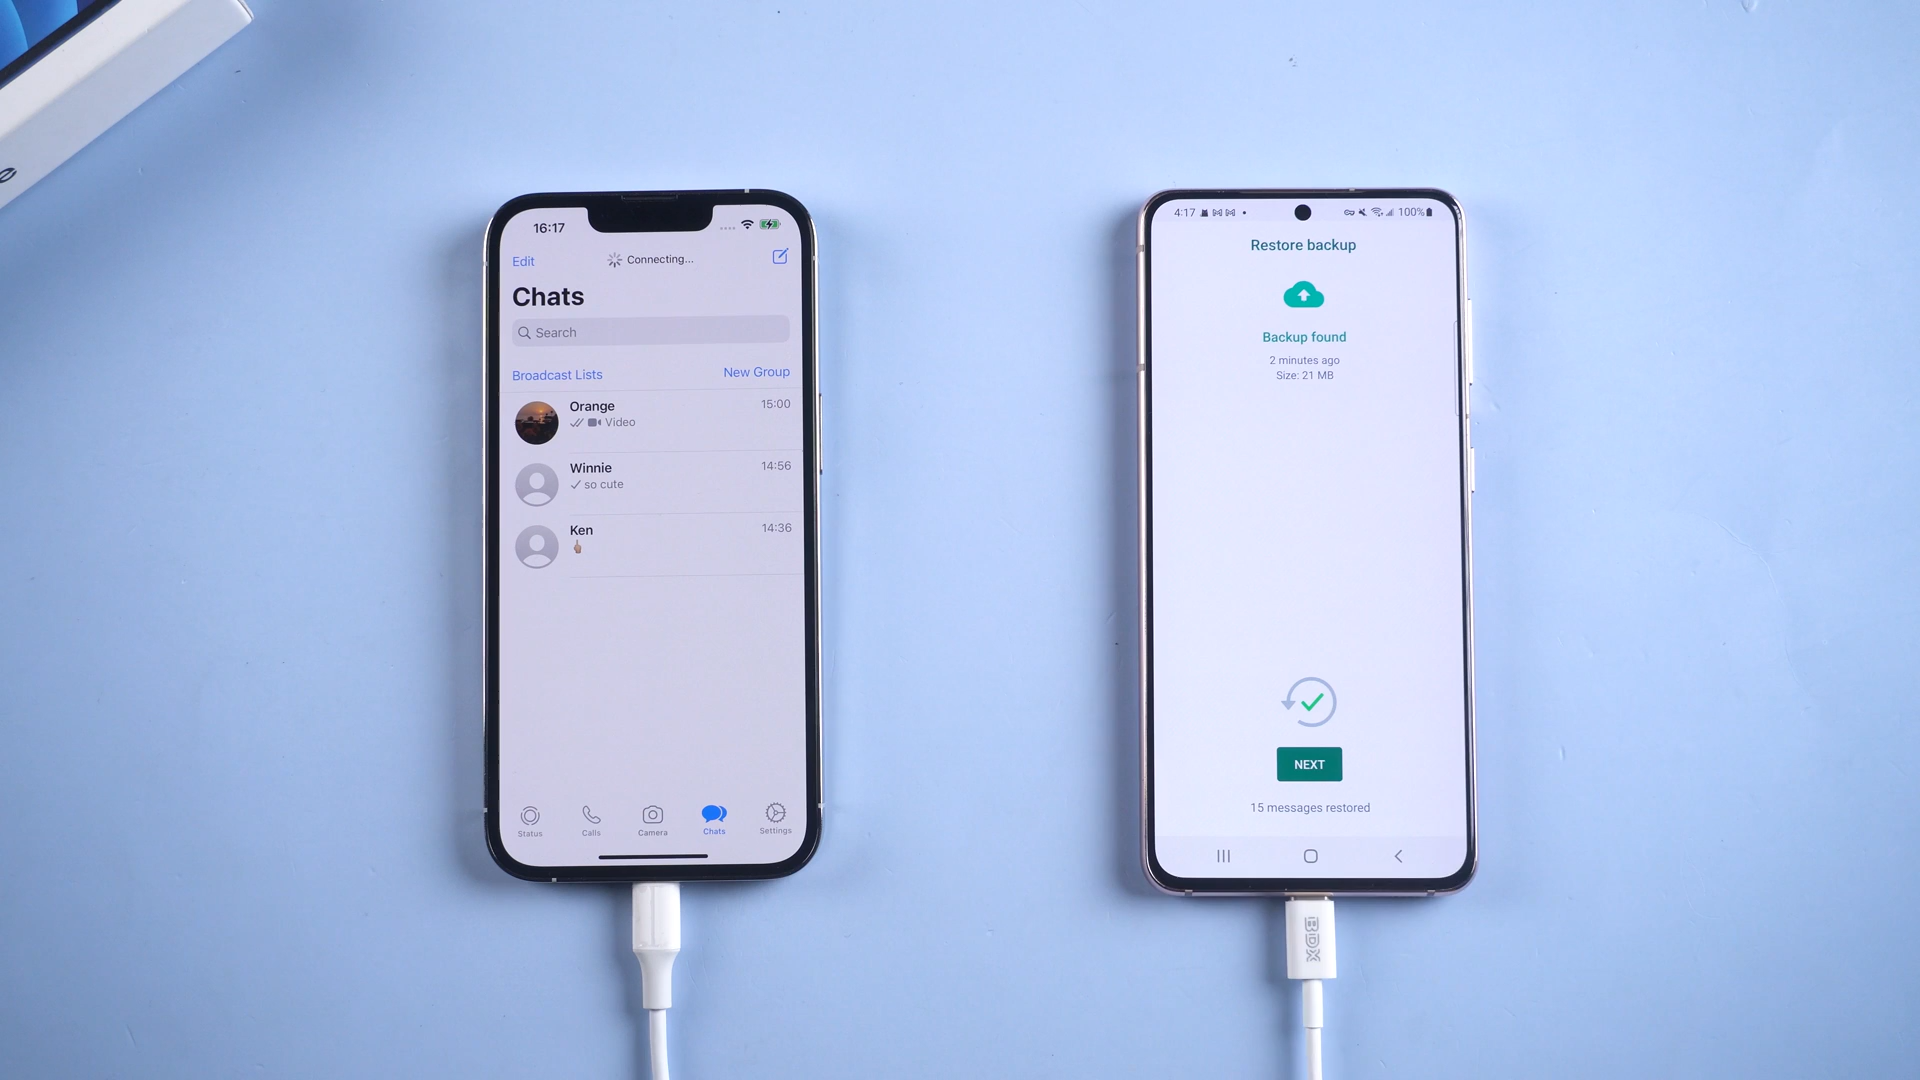 16:17
Edit
Connecting...
Chats
Search
Broadcast Lists
New Group
Orange
15:00
Video
Winnie
14:56
so cute
Ken
14:36
Status
Calls
Camera
Chats
Settings
4:17
100%
Restore backup
Backup found
2 minutes ago
Size: 21 MB
NEXT
15 messages restored